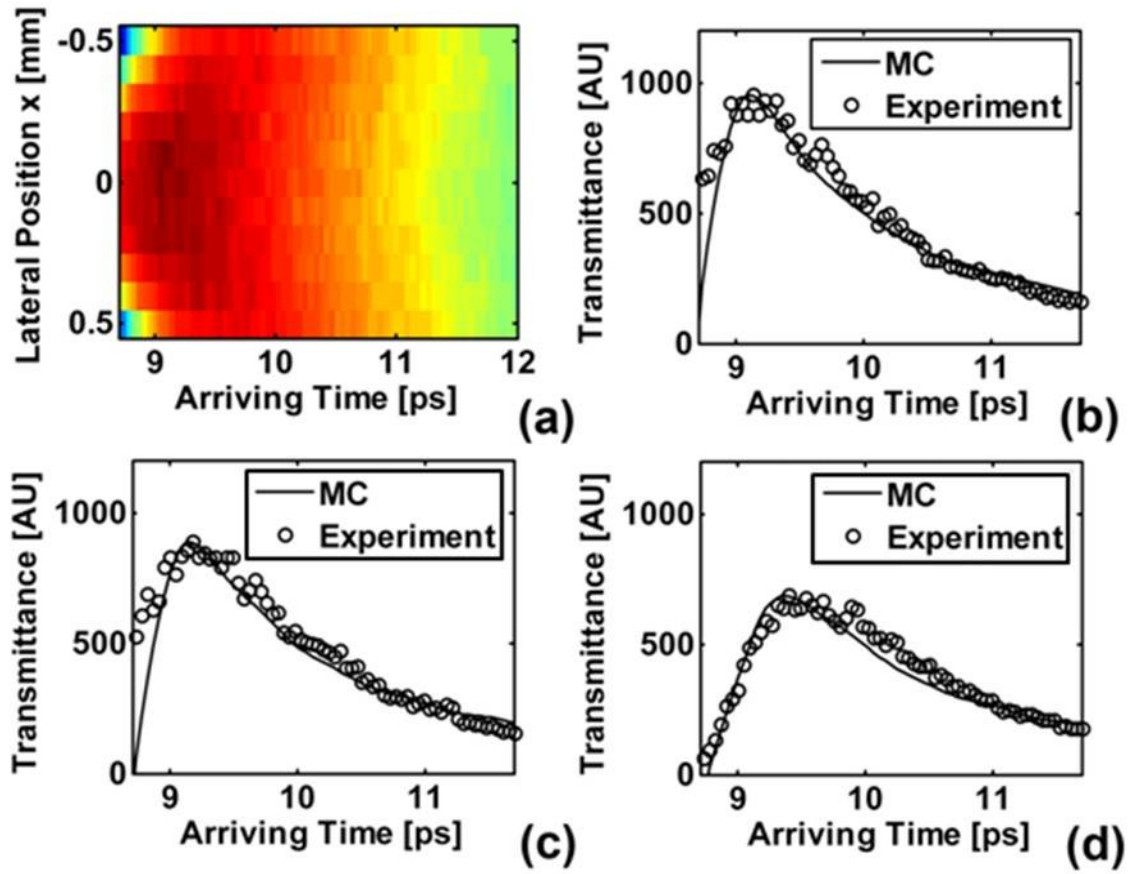 Lateral Position x [mm]
-0.5
0
0.5
9 10 11 12
Arriving Time [ps]
(a)
Transmittance [AU]
1000
500
0
MC
Experiment
9 10 11
Arriving Time [ps]
(b)
Transmittance [AU]
1000
500
0
MC
Experiment
9 10 11
Arriving Time [ps]
(c)
Transmittance [AU]
1000
500
0
MC
Experiment
9 10 11
Arriving Time [ps]
(d)